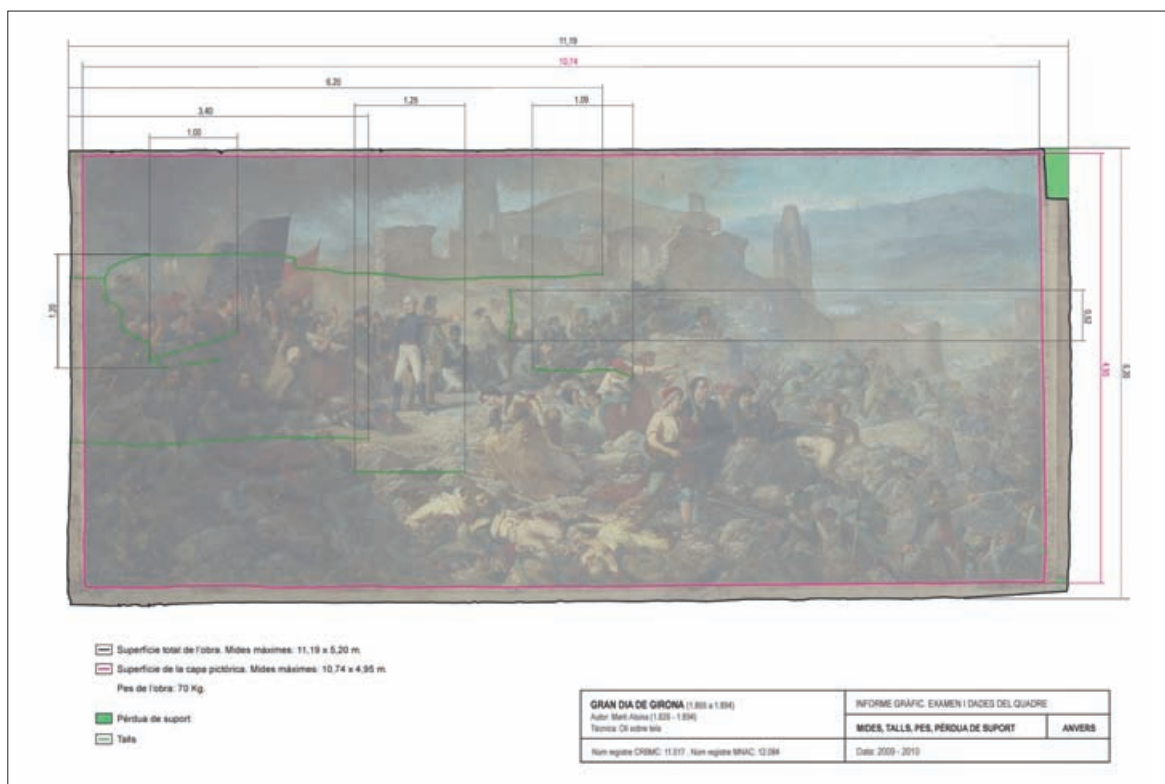 11,19
10,74
6,20
1,25
1,09
3,40
1,00
1,20
0,52
4,95
5,20
Superfície total de l'obra. Mides màximes: 11,19 x 5,20 m.
Superfície de la capa pictòrica. Mides màximes: 10,74 x 4,95 m.
Pes de l'obra: 70 Kg.
Pèrdua de suport
Talls
GRAN DIA DE GIRONA (1.863 a 1.894)
Autor: Martí Alsina (1.826 - 1.894)
Tècnica: Oli sobre tela
Num registre CRBMC: 11.017 . Num registre MNAC: 12.084
INFORME GRÀFIC. EXAMEN I DADES DEL QUADRE
MIDES, TALLS, PES, PÈRDUA DE SUPORT
ANVERS
Data: 2009 - 2010